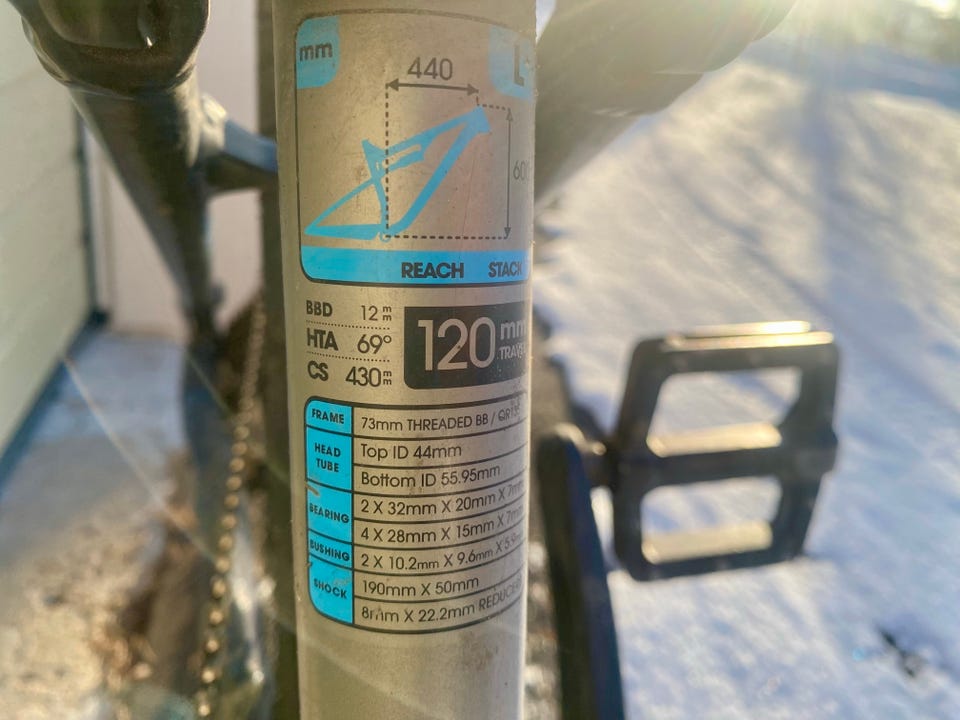 mm
440
REACH STACK
BBD 12mm
HTA 69°
CS 430mm
120 mm
FRAME 73mm THREADED BB /
HEAD TUBE Top ID 44mm
Bottom ID 55.95mm
BEARING 2 X 32mm X 20mm X 7mm
4 X 28mm X 15mm X 7mm
BUSHING 2 X 10.2mm X 9.6mm X
SHOCK 190mm X 50mm
8mm X 22.2mm